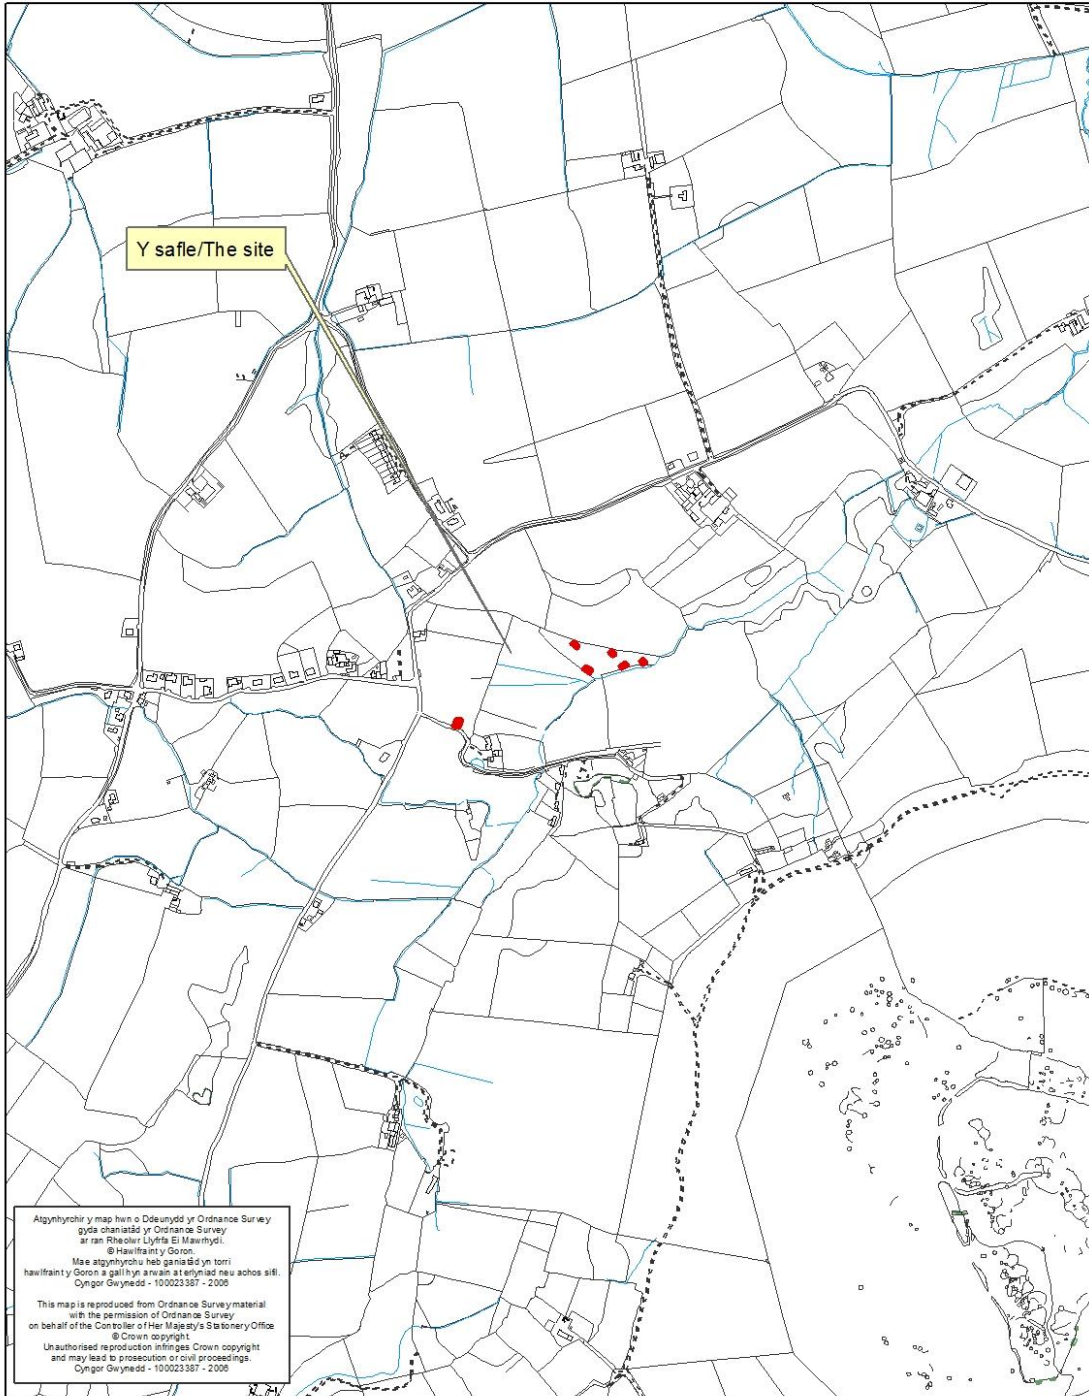 Y safle/The site
Atgynhyrchir y map hwn o Ddeunydd yr Ordnance Survey
gyda chaniatâd yr Ordnance Survey
ar ran Rheolwr Llyfrfa Ei Mawrhydi.
© Hawlfraint y Goron.
Mae atgynhyrchu heb ganiatâd yn torri
hawlfraint y Goron a gall hyn arwain at erlyniad neu achos sifil.
Cyngor Gwynedd - 100023387 - 2006
This map is reproduced from Ordnance Survey material
with the permission of Ordnance Survey
on behalf of the Controller of Her Majesty's Stationery Office
© Crown copyright.
Unauthorised reproduction infringes Crown copyright
and may lead to prosecution or civil proceedings.
Cyngor Gwynedd - 100023387 - 2006